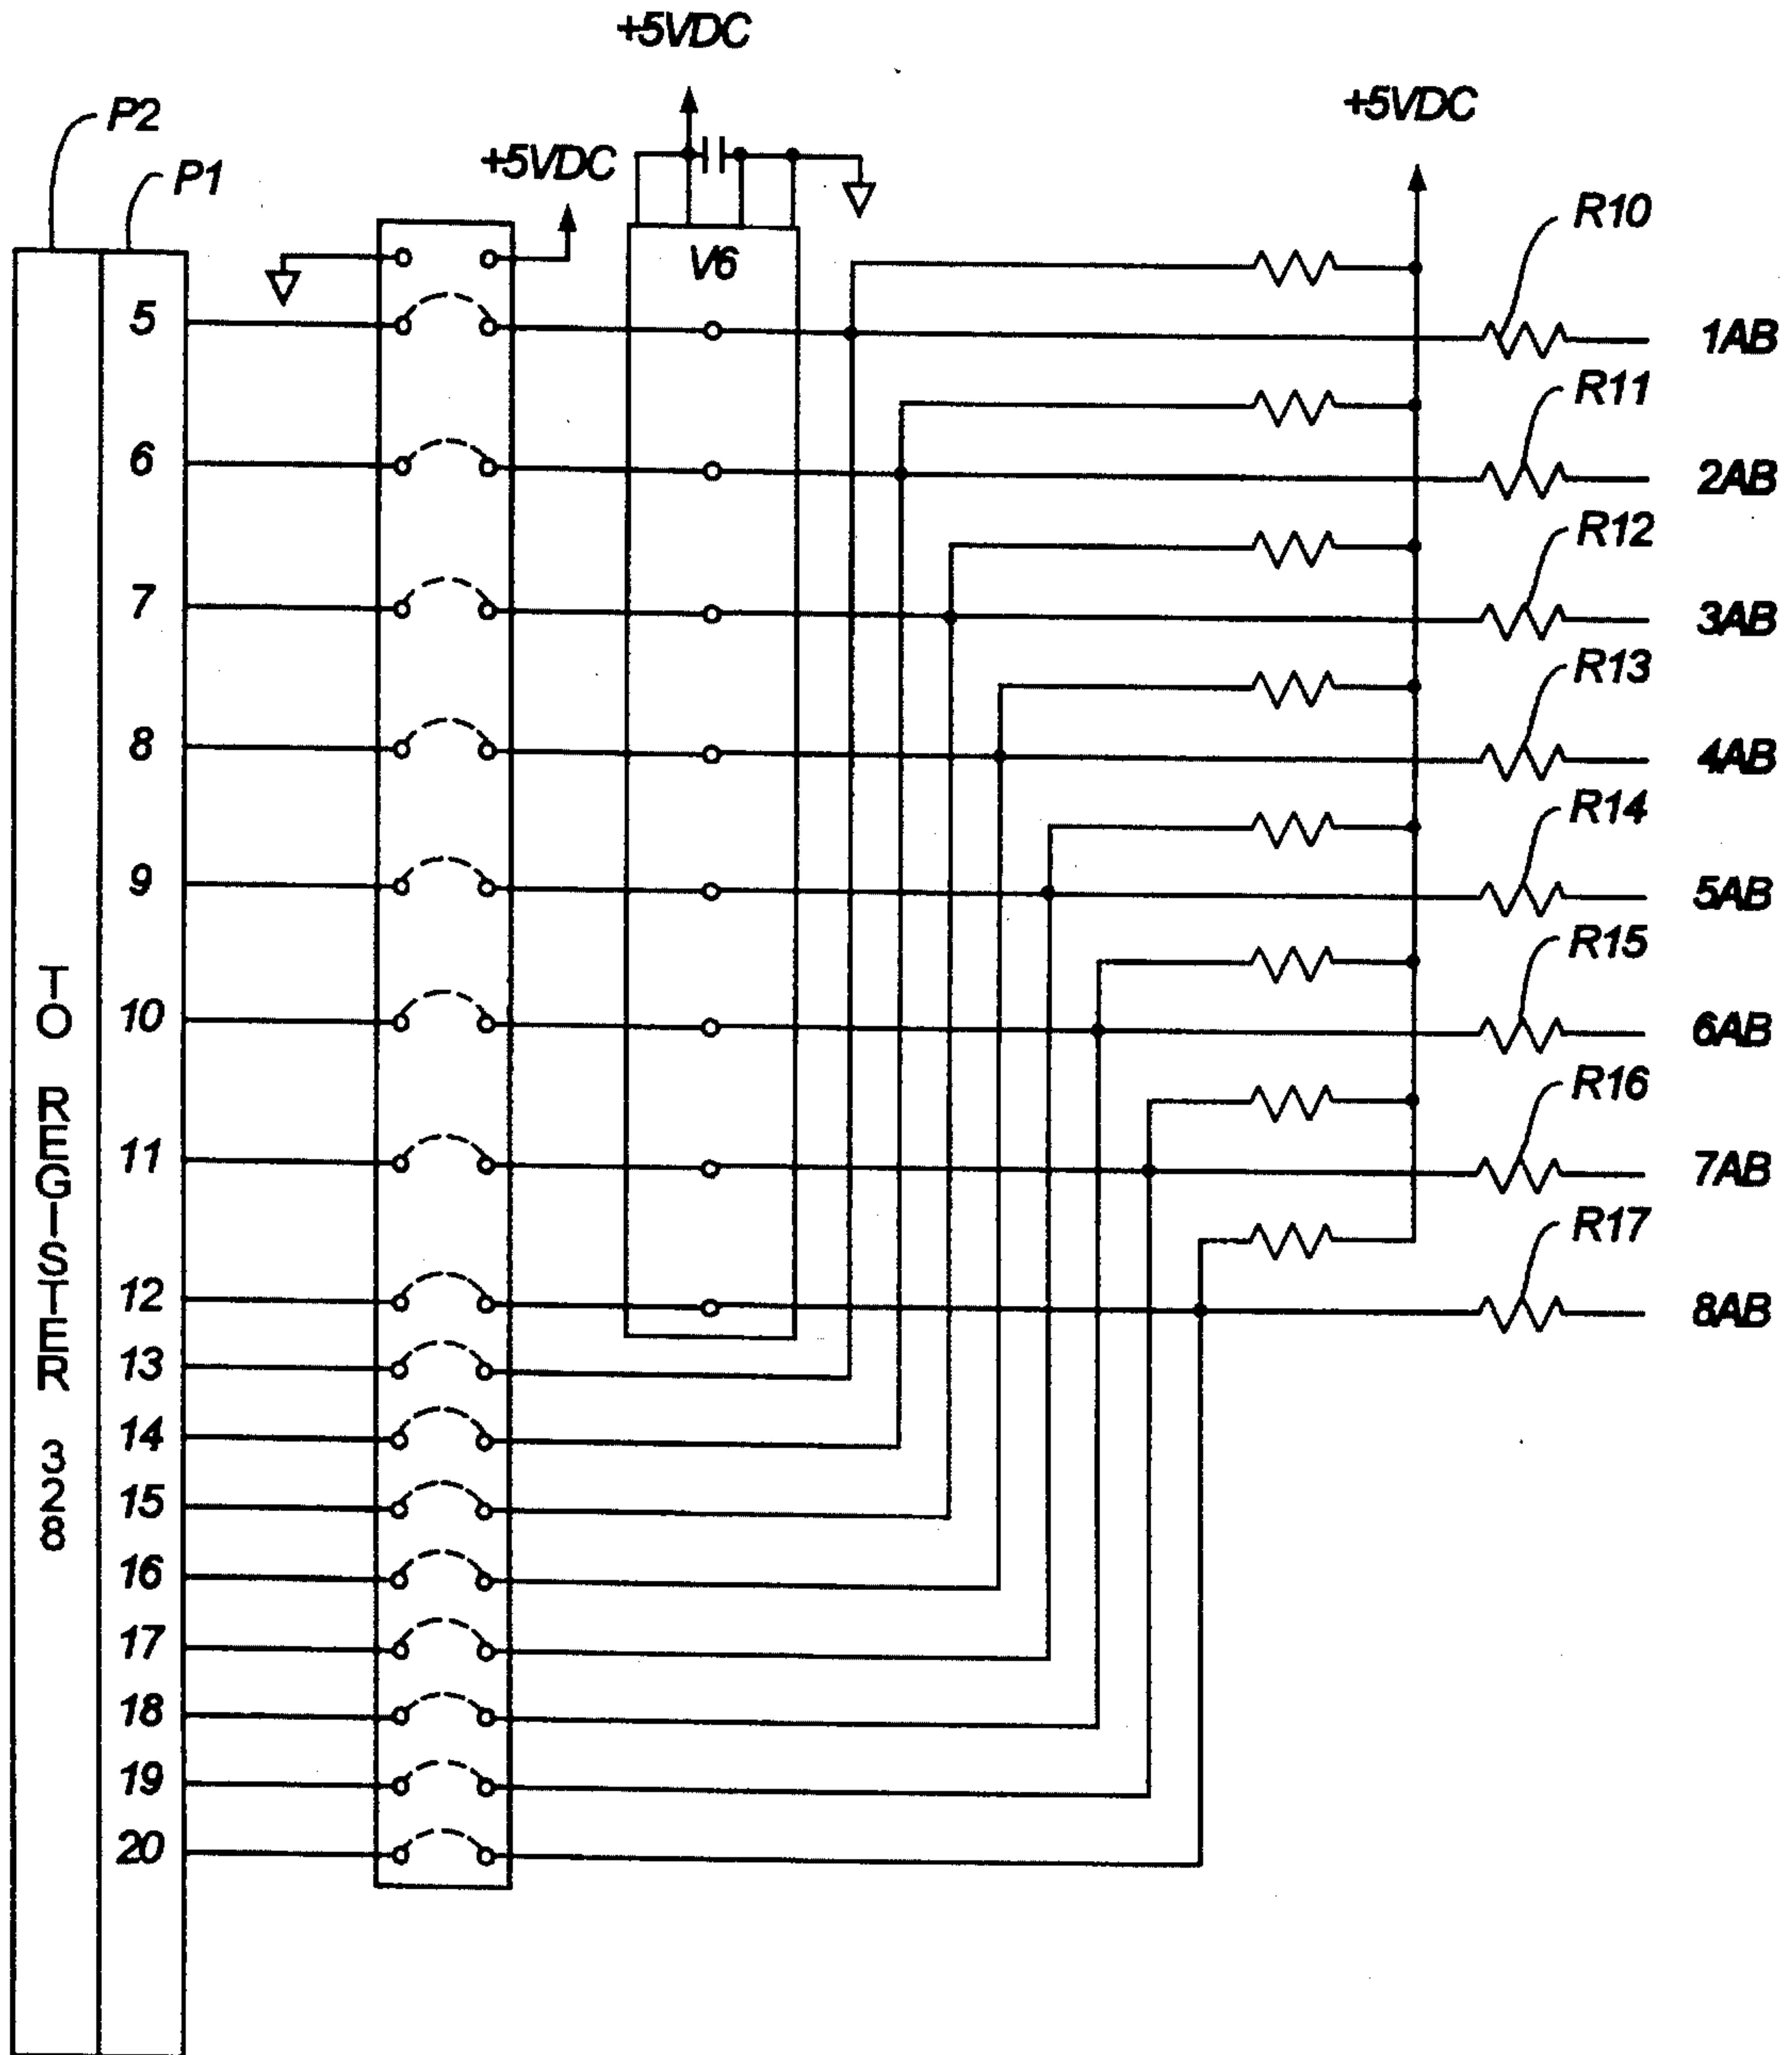 +5VDC
P2
+5VDC
+5VDC
P1
R10
V6
5
1AB
R11
6
2AB
R12
7
3AB
R13
8
4AB
R14
9
5AB
R15
TO REGISTER 328
10
6AB
R16
11
7AB
R17
12
8AB
13
14
15
16
17
18
19
20